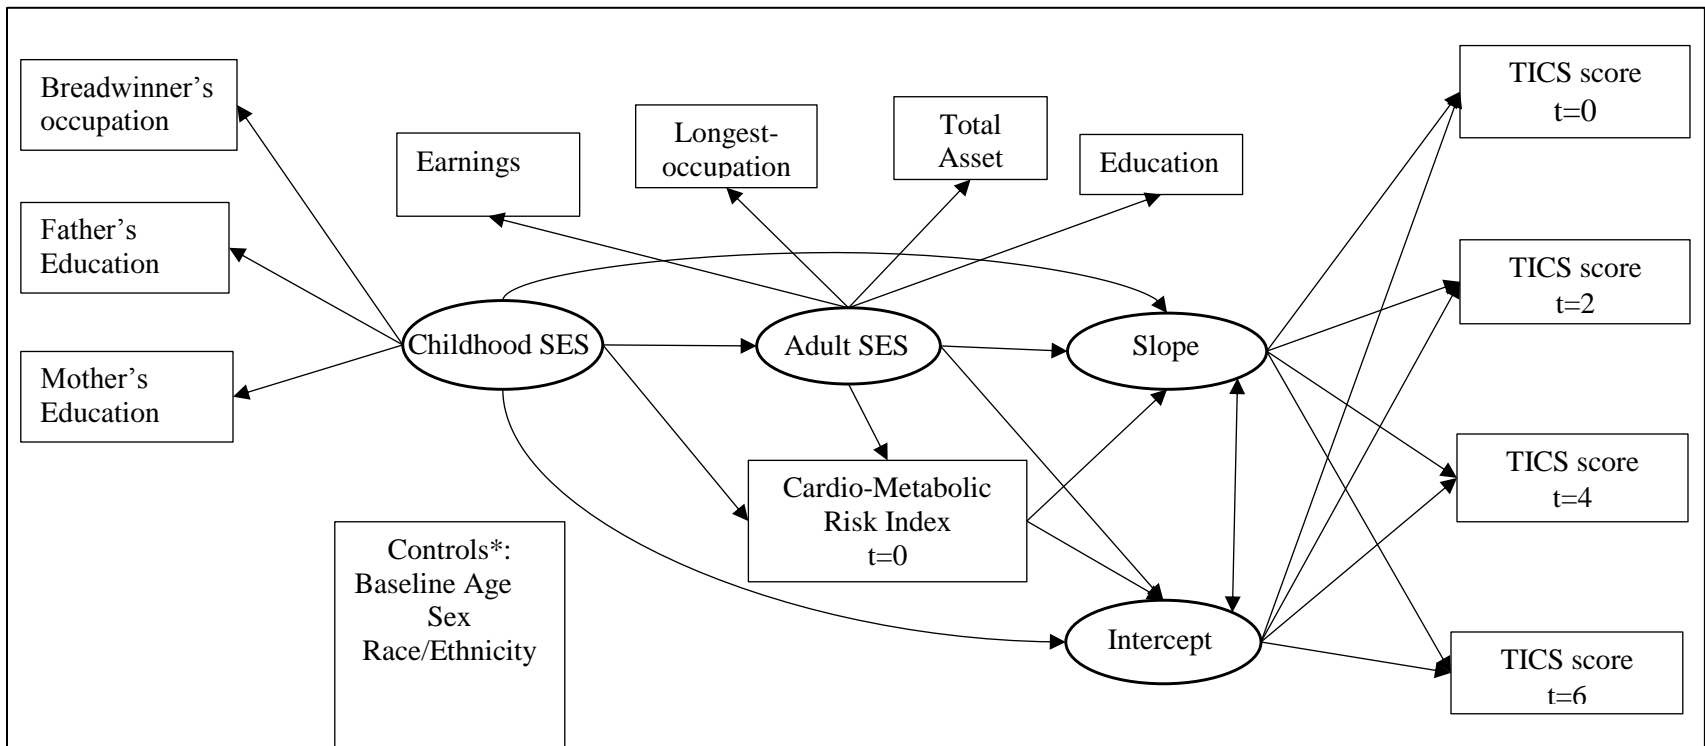 Breadwinner’s
occupation
Father’s
Education
Mother’s
Education
Earnings
Longest-
occupation
Total
Asset
Education
Childhood SES
Adult SES
Slope
Cardio-Metabolic
Risk Index
t=0
Intercept
Controls*:
Baseline Age
Sex
Race/Ethnicity
TICS score
t=0
TICS score
t=2
TICS score
t=4
TICS score
t=6